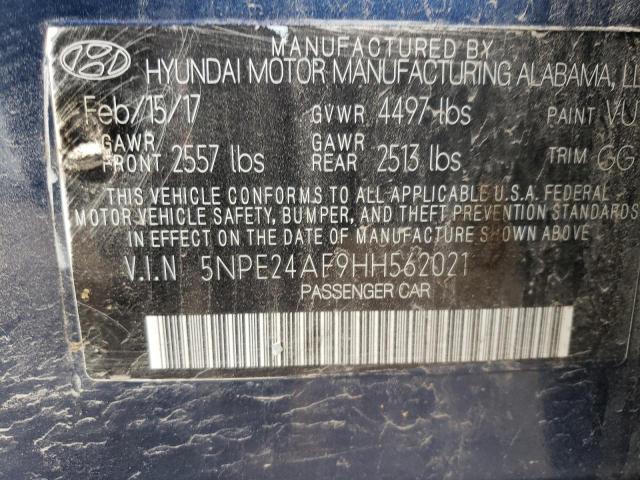 MANUFACTURED BY
HYUNDAI MOTOR MANUFACTURING ALABAMA,
Feb/15/17 GVWR 4497 lbs PAINT VU
GAWR FRONT 2557 lbs GAWR REAR 2513 lbs TRIM GG
THIS VEHICLE CONFORMS TO ALL APPLICABLE U.S.A. FEDERAL
MOTOR VEHICLE SAFETY, BUMPER, AND THEFT PREVENTION STANDARDS
IN EFFECT ON THE DATE OF MANUFACTURE SHOWN ABOVE.
V.I.N 5NPE24AF9HH562021
PASSENGER CAR